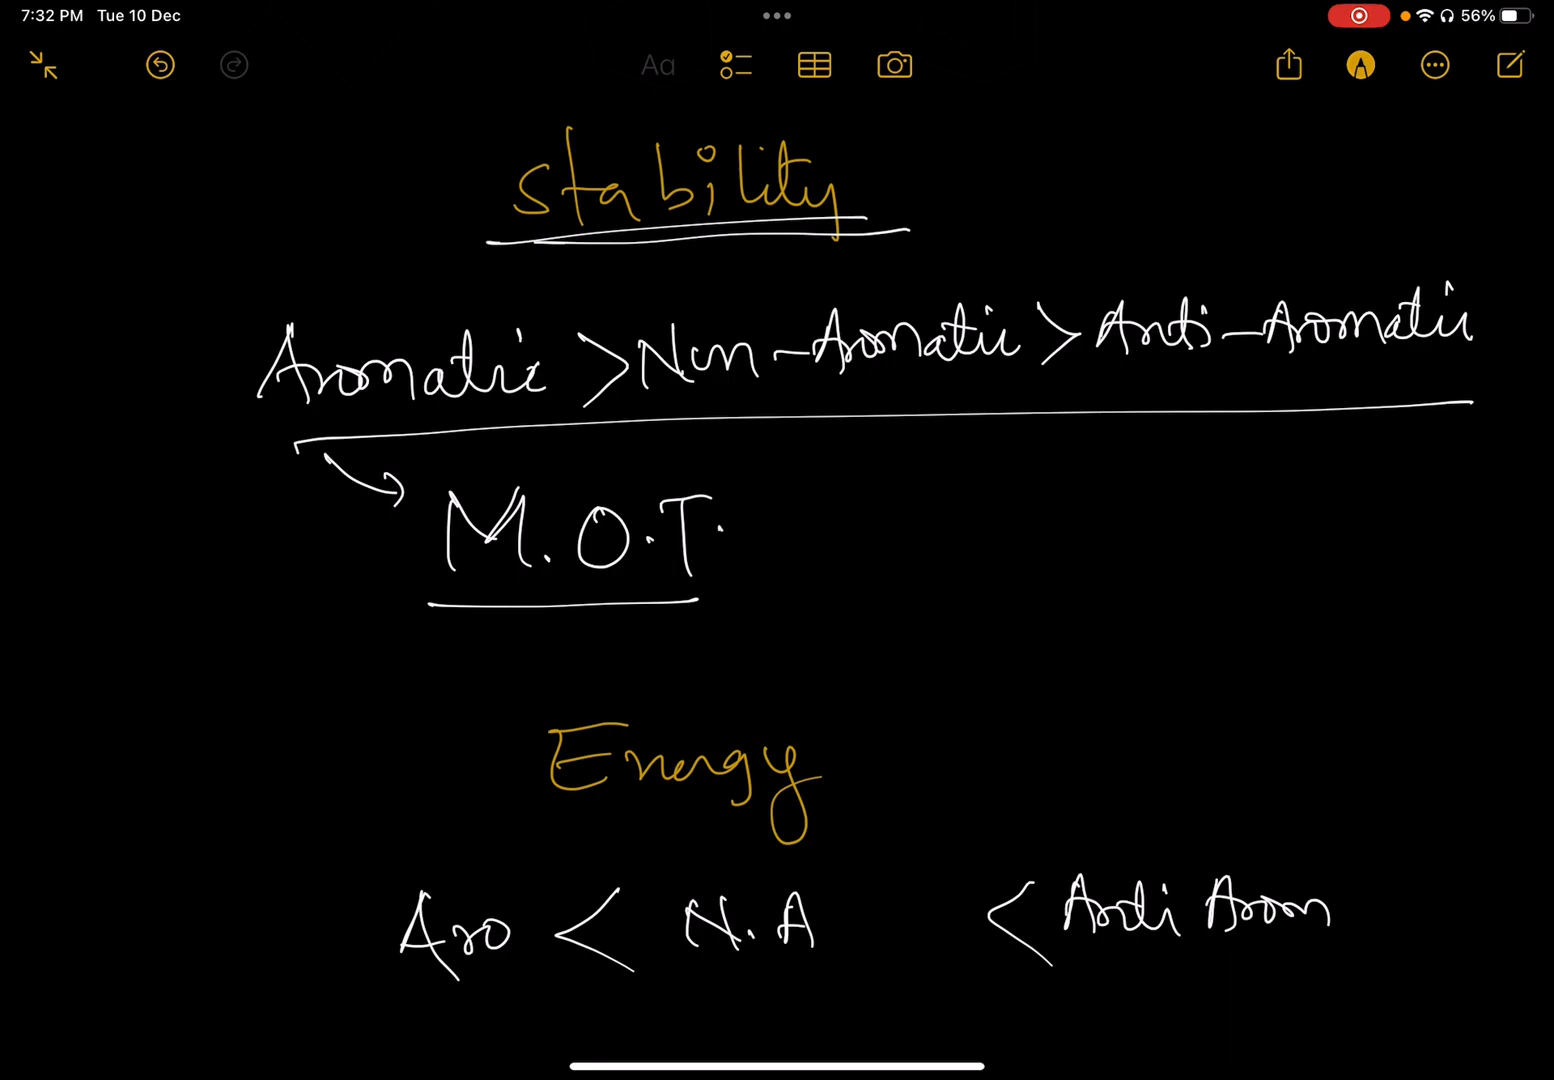 7:32 PM Tue 10 Dec
56%
Aa
Stability
Aromatic > Non-Aromatic > Anti-Aromatic
M.O.T.
Energy
Aro < N.A < Anti Arom